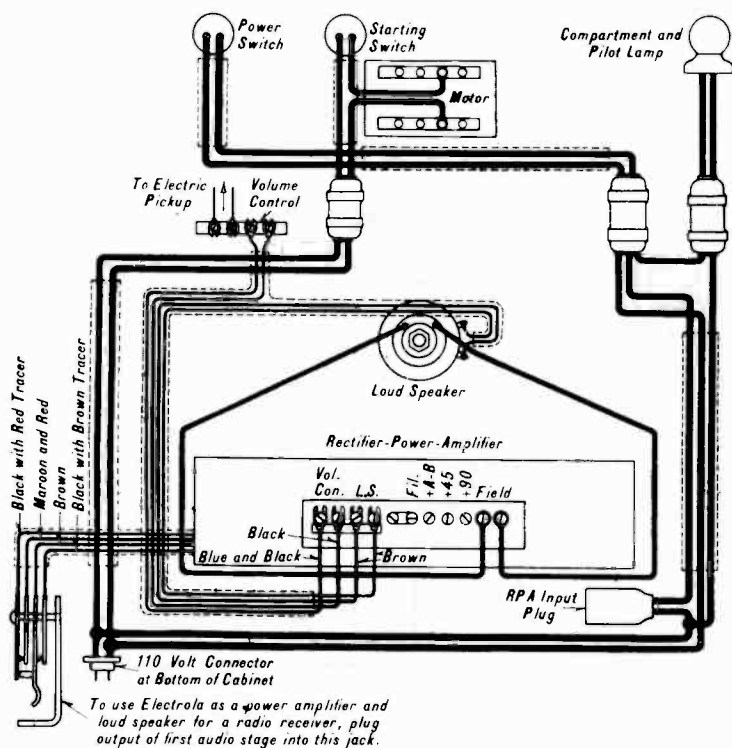 Power
Switch
Starting
Switch
Compartment and
Pilot Lamp
Motor
To Electric
Pickup
Volume
Control
Loud Speaker
Black with Red Tracer
Maroon and Red
Brown
Black with Brown Tracer
Rectifier-Power-Amplifier
Vol.
Con.
L.S.
Fil.
+A-B
+45
+90
Field
Black
Blue and Black
Brown
RPA Input
Plug
110 Volt Connector
at Bottom of Cabinet
To use Electrola as a power amplifier and
loud speaker for a radio receiver, plug
output of first audio stage into this jack.